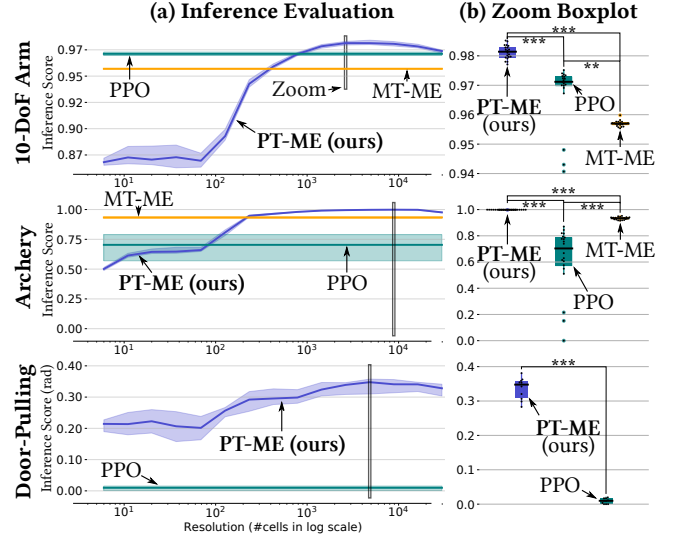 (a) Inference Evaluation
(b) Zoom Boxplot
10-DoF Arm
Inference Score
0.97
0.95
0.92
0.90
0.87
PPO
Zoom
MT-ME
PT-ME (ours)
10¹
10²
10³
10⁴
0.98
0.97
0.96
0.95
0.94
***
***
**
PT-ME
(ours)
PPO
MT-ME
Archery
Inference Score
1.00
0.75
0.50
0.25
0.00
MT-ME
PT-ME (ours)
PPO
10¹
10²
10³
10⁴
1.0
0.8
0.6
0.4
0.2
0.0
***
***
***
PT-ME
(ours)
MT-ME
PPO
Door-Pulling
Inference Score (rad)
0.40
0.30
0.20
0.10
0.00
PT-ME (ours)
PPO
10¹
10²
10³
10⁴
Resolution (#cells in log scale)
0.4
0.3
0.2
0.1
0.0
***
PT-ME
(ours)
PPO